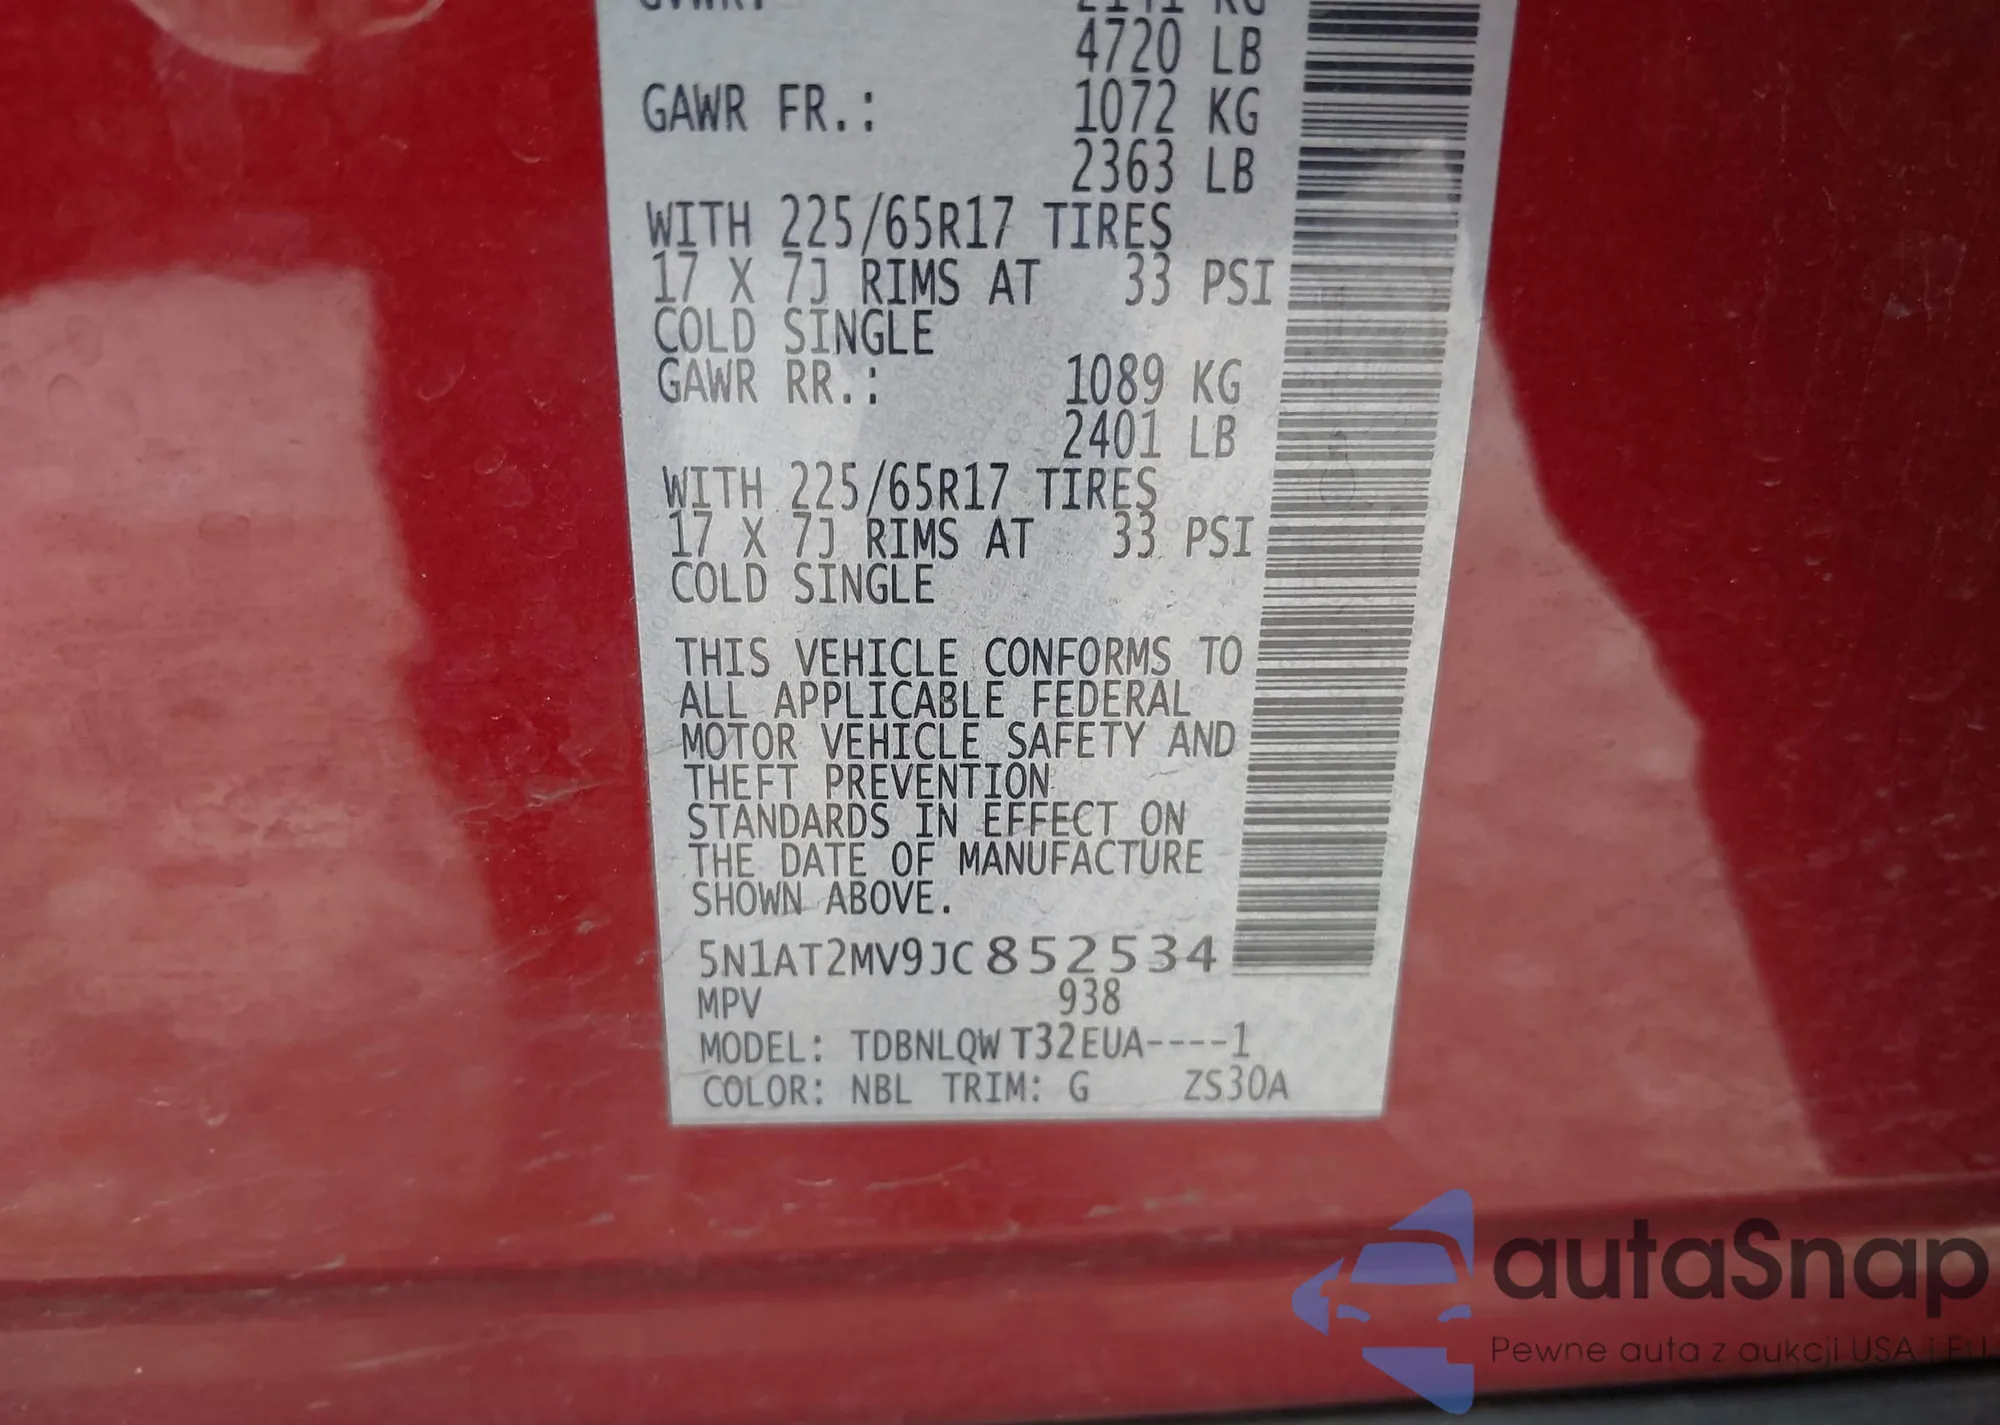 GVWR: 2141 KG
4720 LB
GAWR FR.: 1072 KG
2363 LB
WITH 225/65R17 TIRES
17 X 7J RIMS AT 33 PSI
COLD SINGLE
GAWR RR.: 1089 KG
2401 LB
WITH 225/65R17 TIRES
17 X 7J RIMS AT 33 PSI
COLD SINGLE
THIS VEHICLE CONFORMS TO
ALL APPLICABLE FEDERAL
MOTOR VEHICLE SAFETY AND
THEFT PREVENTION
STANDARDS IN EFFECT ON
THE DATE OF MANUFACTURE
SHOWN ABOVE.
5N1AT2MV9JC852534
MPV 938
MODEL: TDBNLQW T32EUA----1
COLOR: NBL TRIM: G ZS30A
autaSnap
Pewne auta z aukcji USA i EU